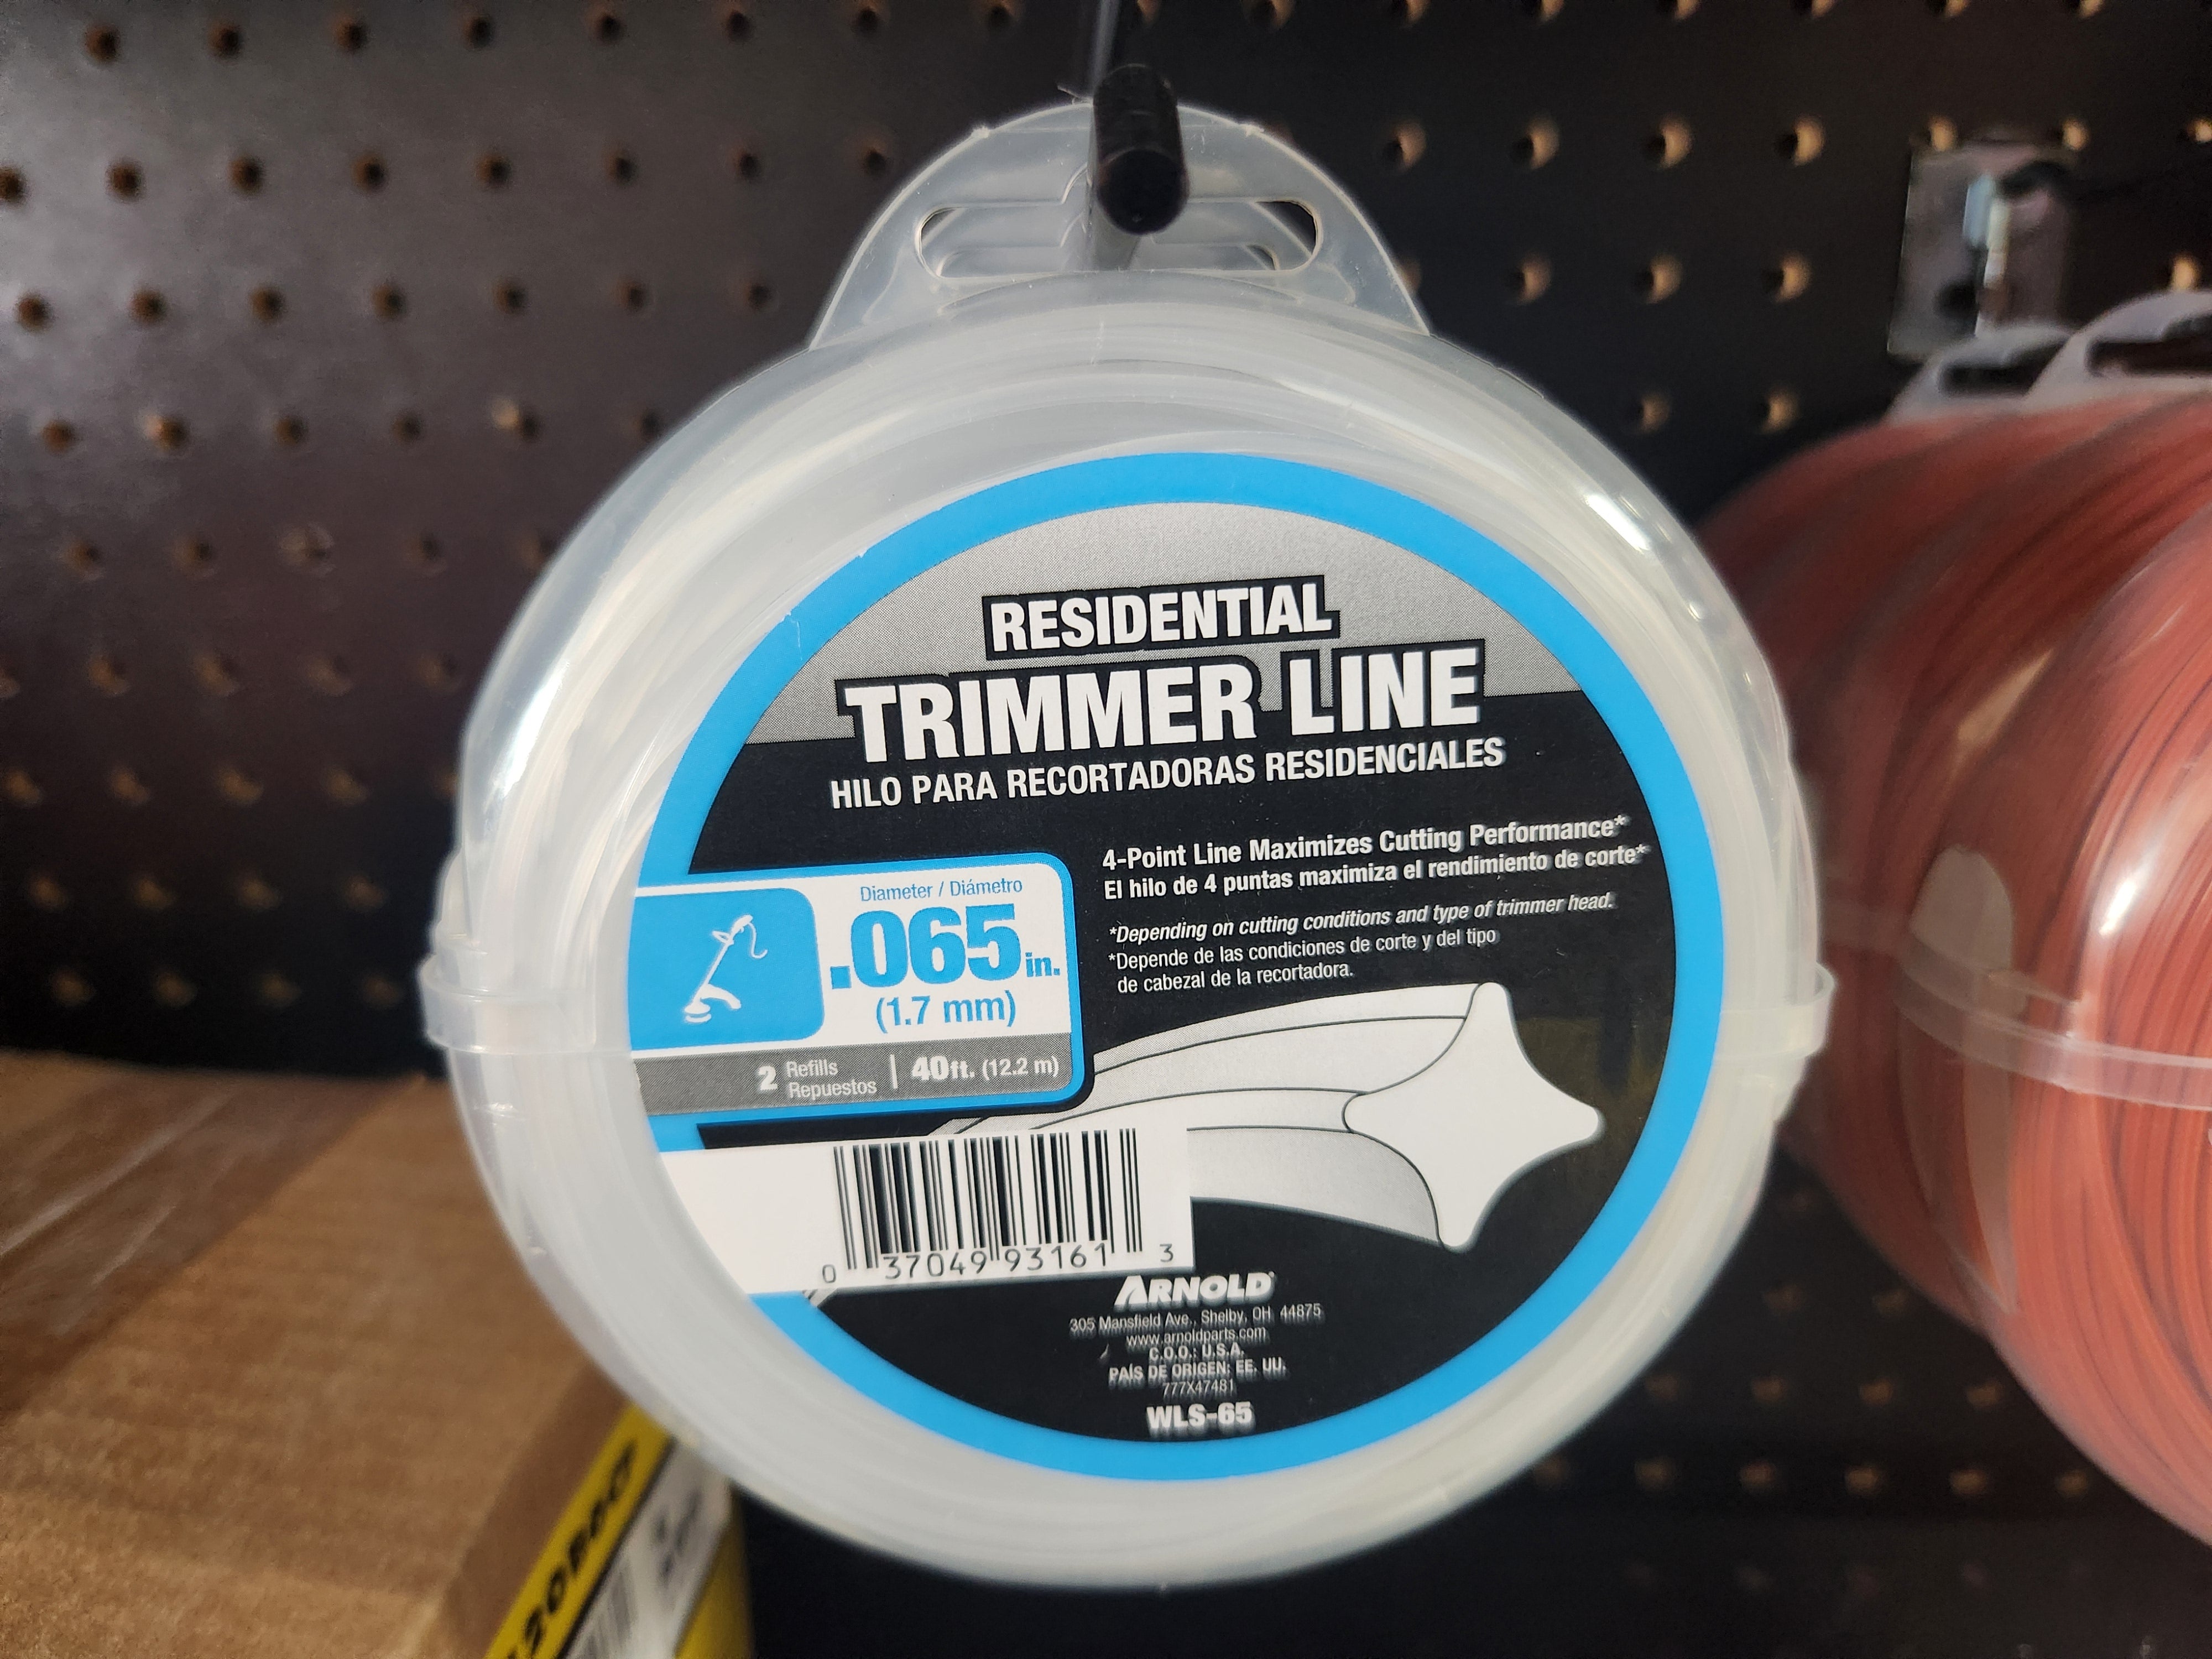 RESIDENTIAL
TRIMMER LINE
HILO PARA RECORTADORAS RESIDENCIALES
4-Point Line Maximizes Cutting Performance*
El hilo de 4 puntas maximiza el rendimiento de corte*
*Depending on cutting conditions and type of trimmer head.
*Depende de las condiciones de corte y del tipo
de cabezal de la recortadora.
Diameter / Diámetro
.065 in.
(1.7 mm)
2 Refills
Repuestos
40ft. (12.2 m)
0 37049 93161 3
ARNOLD
305 Mansfield Ave., Shelby, OH 44875
www.arnoldparts.com
C.O.O.: U.S.A.
PAÍS DE ORIGEN: EE. UU.
777X47481
WLS-65